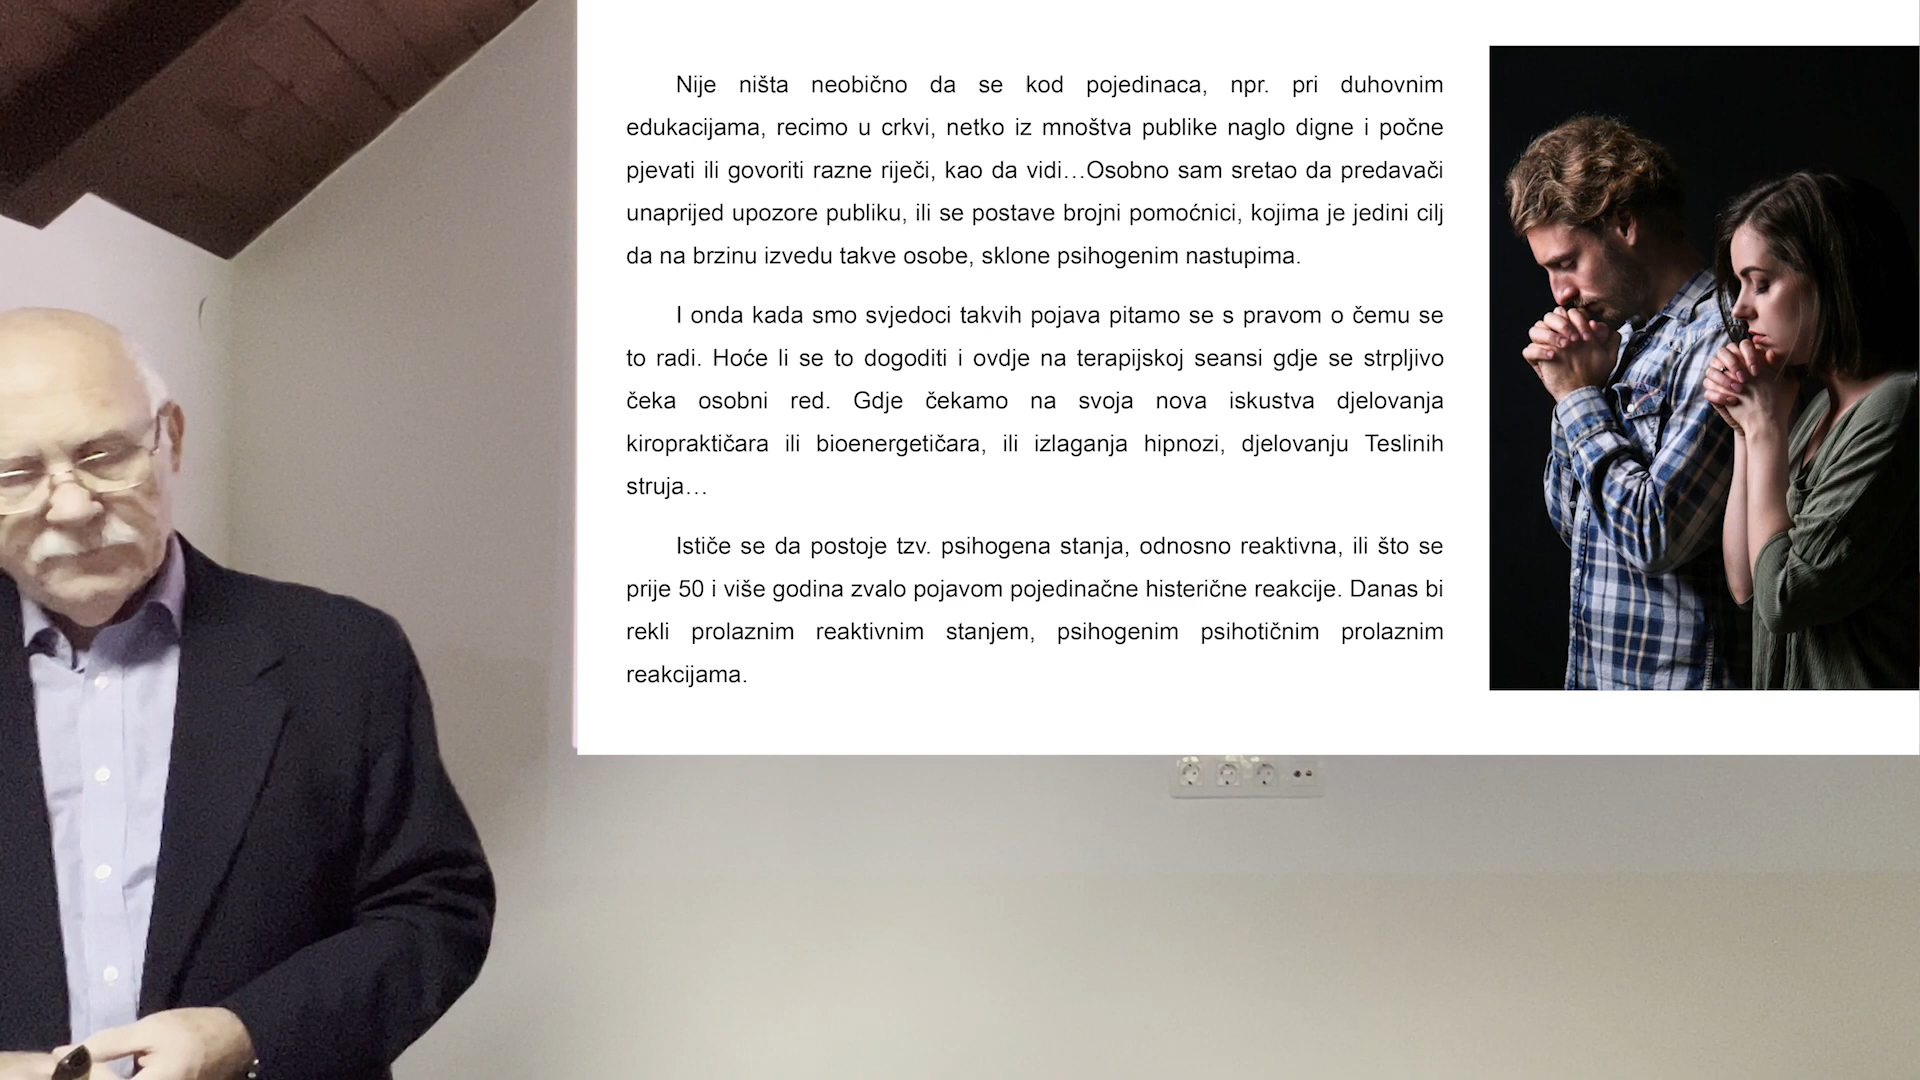 Nije ništa neobično da se kod pojedinaca, npr. pri duhovnim
edukacijama, recimo u crkvi, netko iz mnoštva publike naglo digne i počne
pjevati ili govoriti razne riječi, kao da vidi…Osobno sam sretao da predavači
unaprijed upozore publiku, ili se postave brojni pomoćnici, kojima je jedini cilj
da na brzinu izvedu takve osobe, sklone psihogenim nastupima.
I onda kada smo svjedoci takvih pojava pitamo se s pravom o čemu se
to radi. Hoće li se to dogoditi i ovdje na terapijskoj seansi gdje se strpljivo
čeka osobni red. Gdje čekamo na svoja nova iskustva djelovanja
kiropraktičara ili bioenergetičara, ili izlaganja hipnozi, djelovanju Teslinih
struja…
Ističe se da postoje tzv. psihogena stanja, odnosno reaktivna, ili što se
prije 50 i više godina zvalo pojavom pojedinačne histerične reakcije. Danas bi
rekli prolaznim reaktivnim stanjem, psihogenim psihotičnim prolaznim
reakcijama.